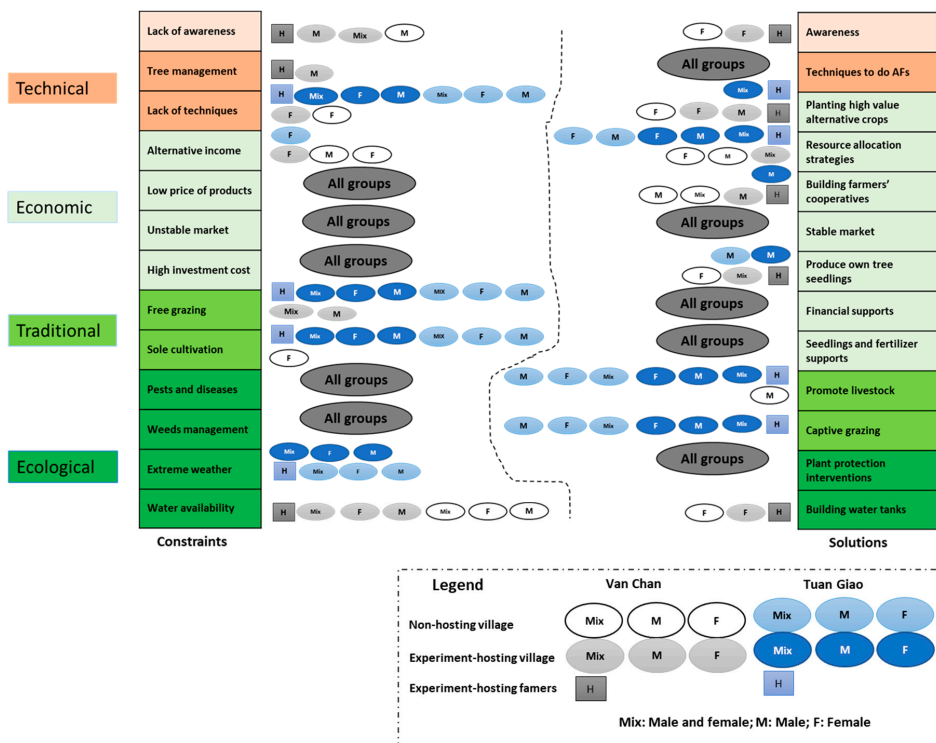 Lack of awareness
H M Mix M
F F H
Awareness
Technical
Tree management
H M
All groups
Techniques to do AFs
H Mix F M Mix F M
Mix H
Lack of techniques
F F
F F M H
Planting high value
alternative crops
Alternative income
F
F M F
F M F M Mix H
F M Mix
Resource allocation
strategies
Economic
Low price of products
All groups
M
M Mix M H
Building farmers'
cooperatives
Unstable market
All groups
All groups
Stable market
High investment cost
All groups
M M
F Mix H
Produce own tree
seedlings
Traditional
Free grazing
H Mix F M MIX F M
Mix M
All groups
Financial supports
Sole cultivation
H Mix F M MIX F M
F
All groups
Seedlings and fertilizer
supports
Pests and diseases
All groups
M F Mix F M Mix H
M
Promote livestock
Weeds management
All groups
M F Mix F M Mix H
Captive grazing
Ecological
Extreme weather
Mix F M
H Mix F M
All groups
Plant protection
interventions
Water availability
H Mix F M Mix F M
F F H
Building water tanks
Constraints
Solutions
Legend
Van Chan
Tuan Giao
Non-hosting village
Mix M F
Mix M F
Experiment-hosting village
Mix M F
Mix M F
Experiment-hosting famers
H
H
Mix: Male and female; M: Male; F: Female